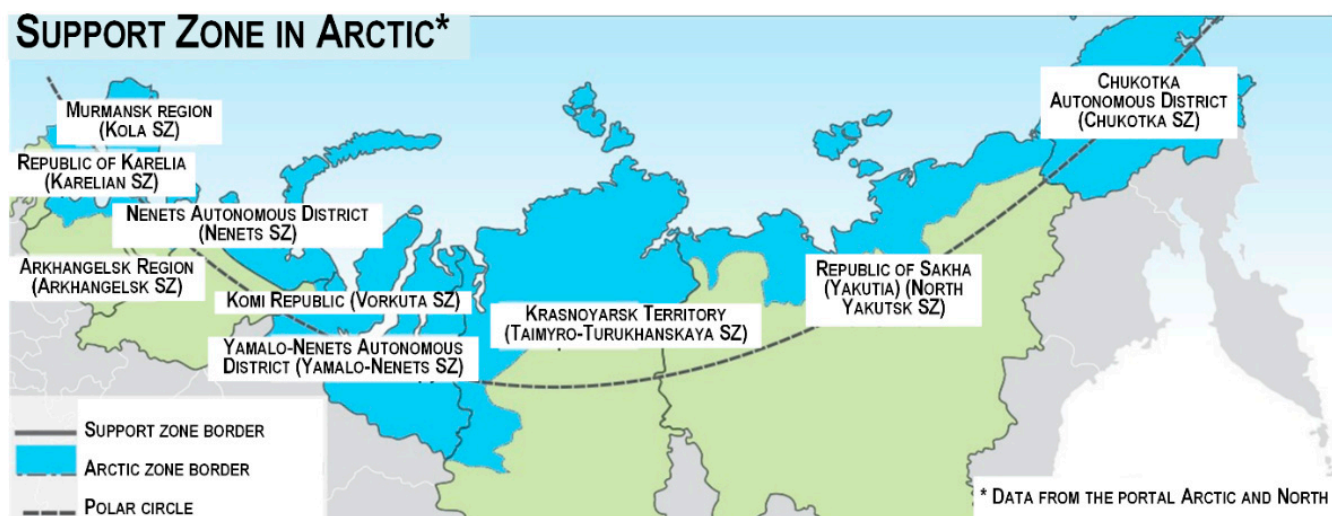 SUPPORT ZONE IN ARCTIC*
MURMANSK REGION
(KOLA SZ)
REPUBLIC OF KARELIA
(KARELIAN SZ)
NENETS AUTONOMOUS DISTRICT
(NENETS SZ)
ARKHANGELSK REGION
(ARKHANGELSK SZ)
KOMI REPUBLIC (VORKUTA SZ)
YAMALO-NENETS AUTONOMOUS
DISTRICT (YAMALO-NENETS SZ)
KRASNOYARSK TERRITORY
(TAIMYRO-TURUKHANSKAYA SZ)
REPUBLIC OF SAKHA
(YAKUTIA) (NORTH
YAKUTSK SZ)
CHUKOTKA
AUTONOMOUS DISTRICT
(CHUKOTKA SZ)
SUPPORT ZONE BORDER
ARCTIC ZONE BORDER
POLAR CIRCLE
* DATA FROM THE PORTAL ARCTIC AND NORTH